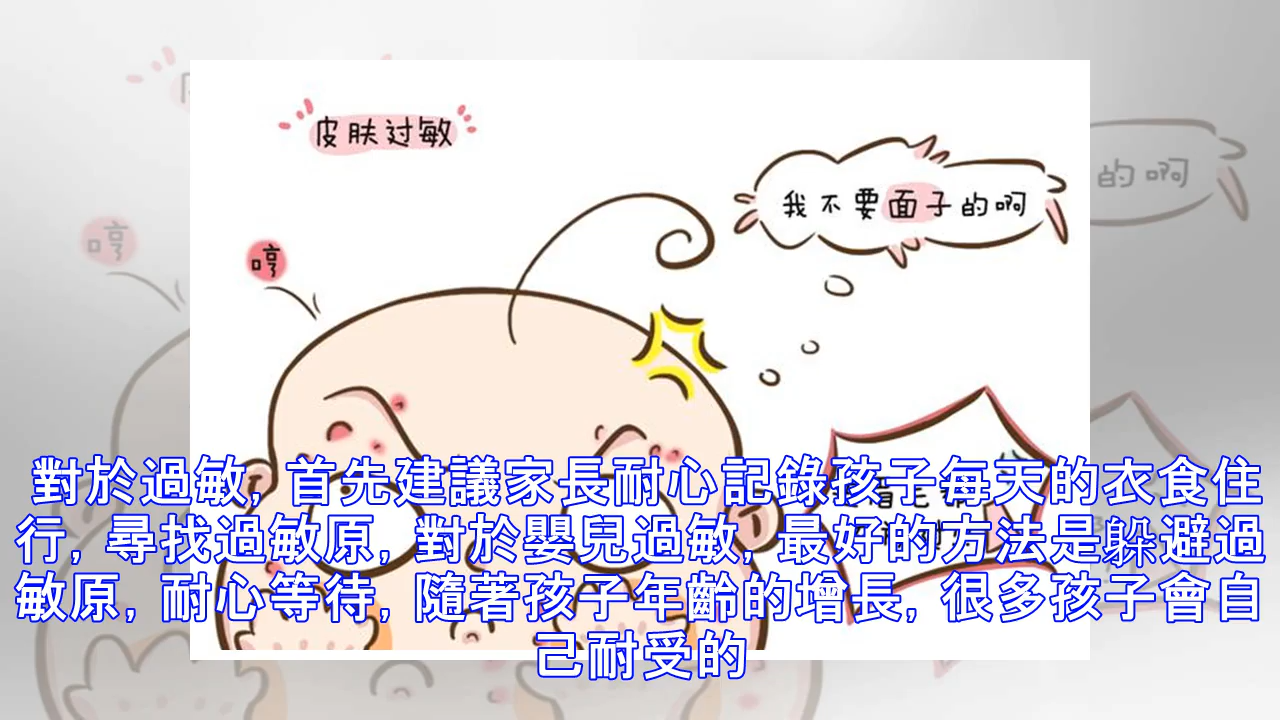 皮肤过敏
我不要面子的啊
哼
對於過敏, 首先建議家長耐心記錄孩子每天的衣食住
行, 尋找過敏原, 對於嬰兒過敏, 最好的方法是躲避過
敏原, 耐心等待, 隨著孩子年齡的增長, 很多孩子會自
己耐受的
的啊
哼